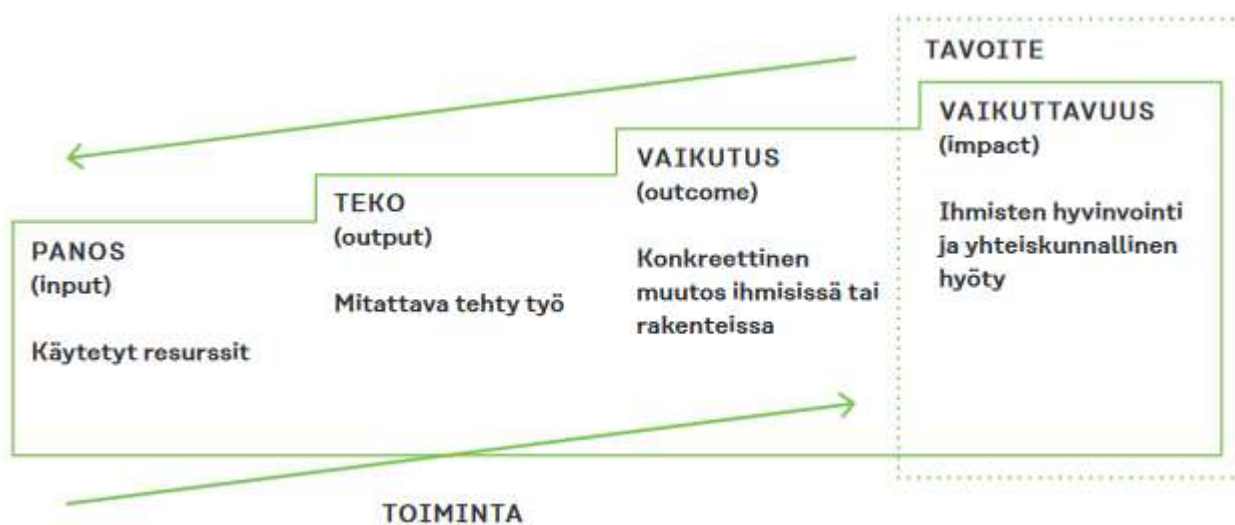 TAVOITE
VAIKUTTAVUUS
(impact)
Ihmisten hyvinvointi
ja yhteiskunnallinen
hyöty
VAIKUTUS
(outcome)
Konkreettinen
muutos ihmisissä tai
rakenteissa
TEKO
(output)
Mitattava tehty työ
PANOS
(input)
Käytetyt resurssit
TOIMINTA